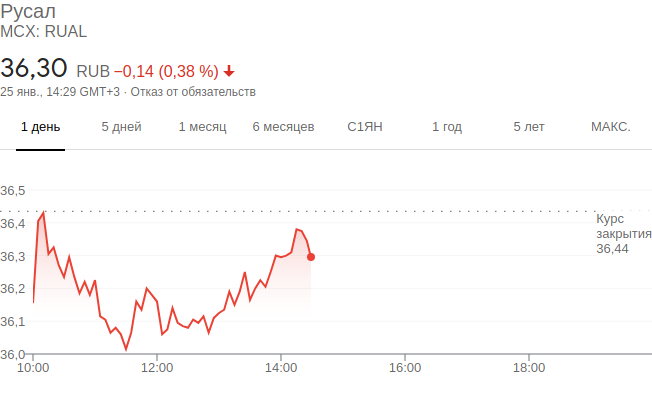 Русал
MCX: RUAL
36,30 RUB −0,14 (0,38 %)
25 янв., 14:29 GMT+3 · Отказ от обязательств
1 день 5 дней 1 месяц 6 месяцев С1ЯН 1 год 5 лет МАКС.
36,5
36,4
Курс
закрытия
36,44
36,3
36,2
36,1
36,0
10:00 12:00 14:00 16:00 18:00